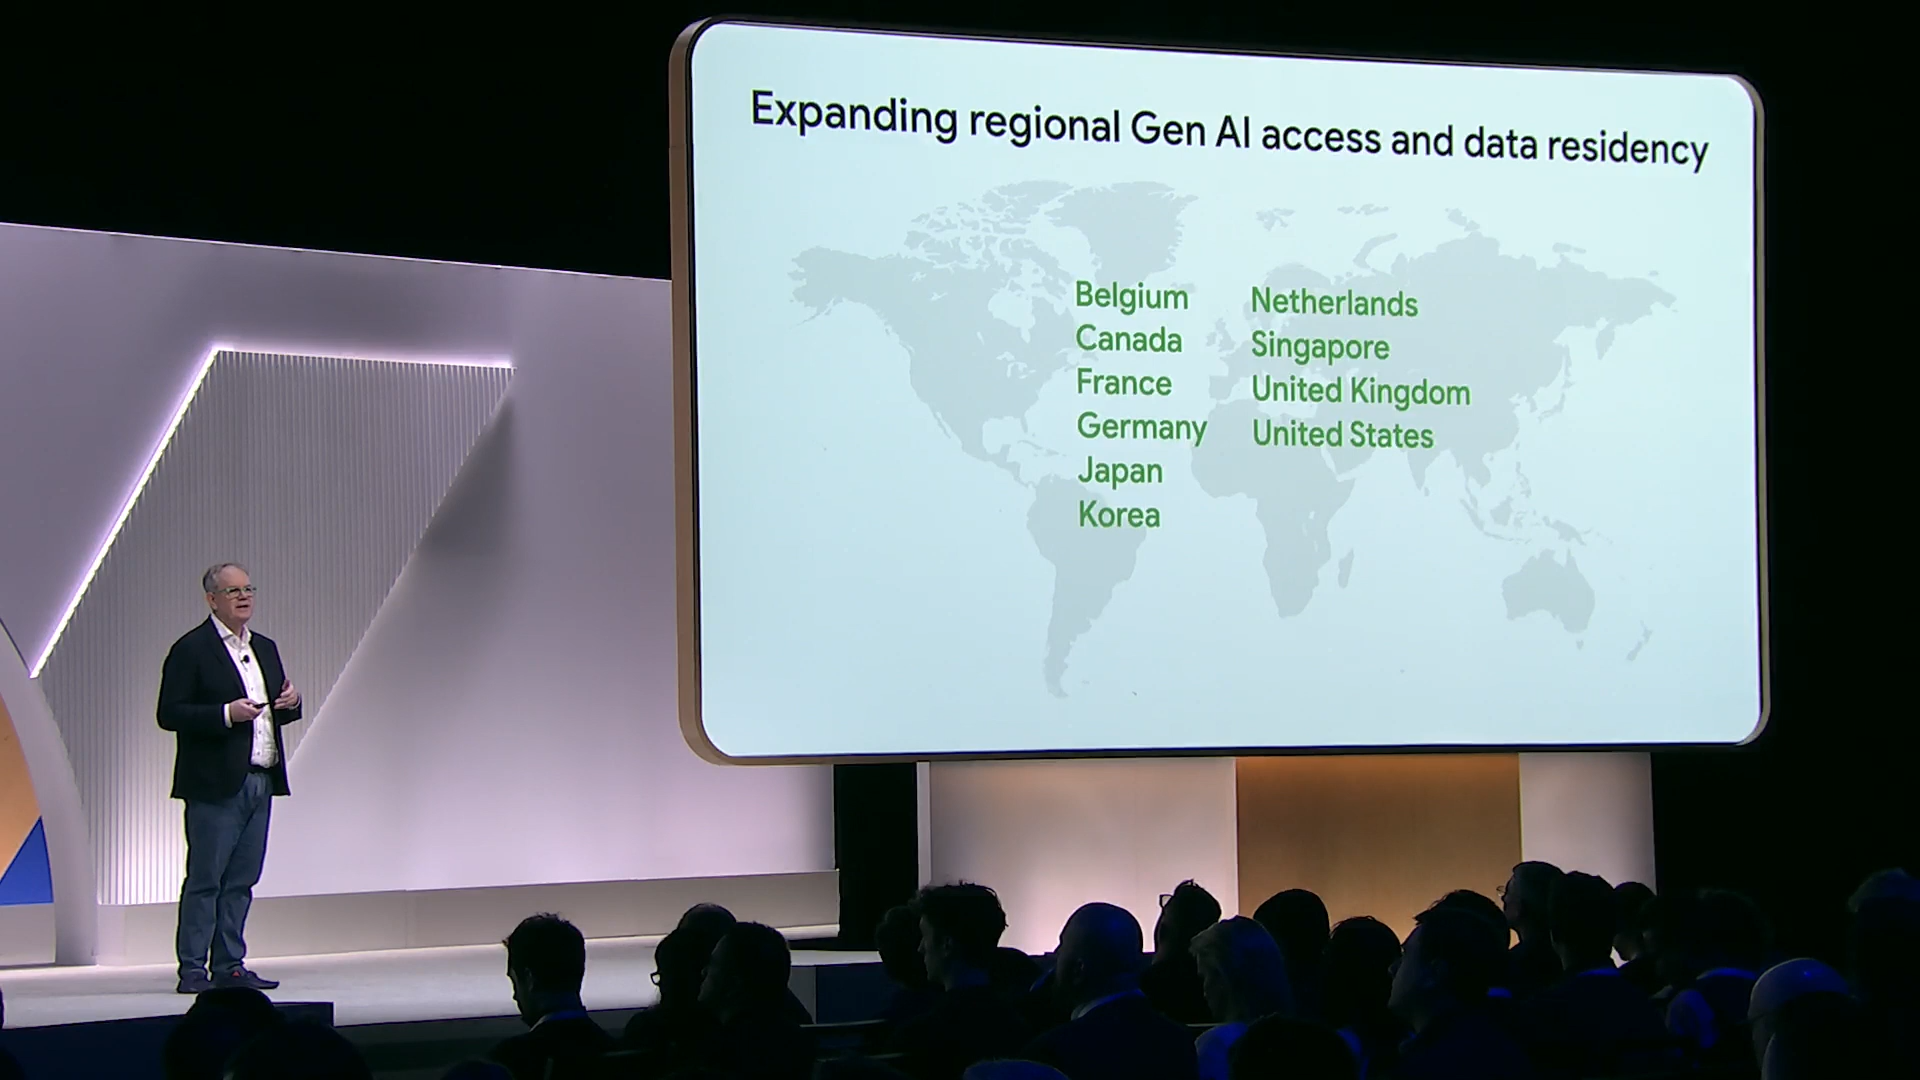 Expanding regional Gen AI access and data residency
Belgium
Canada
France
Germany
Japan
Korea
Netherlands
Singapore
United Kingdom
United States